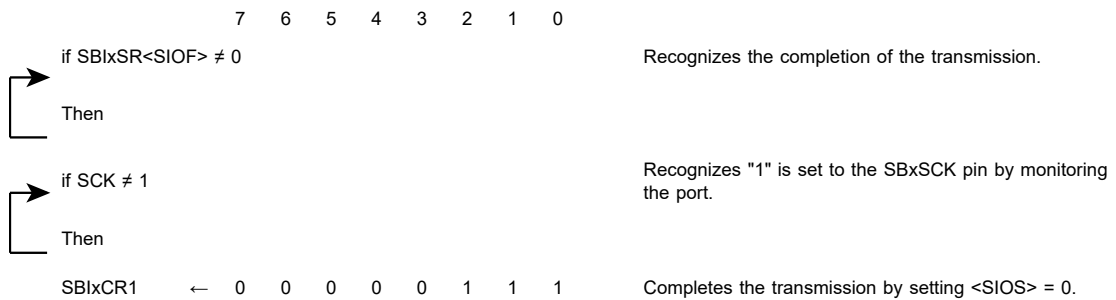 7 6 5 4 3 2 1 0
if SBIxSR<SIOF> ≠ 0 Recognizes the completion of the transmission.
Then
if SCK ≠ 1 Recognizes "1" is set to the SBxSCK pin by monitoring
the port.
Then
SBIxCR1 ← 0 0 0 0 0 1 1 1 Completes the transmission by setting <SIOS> = 0.